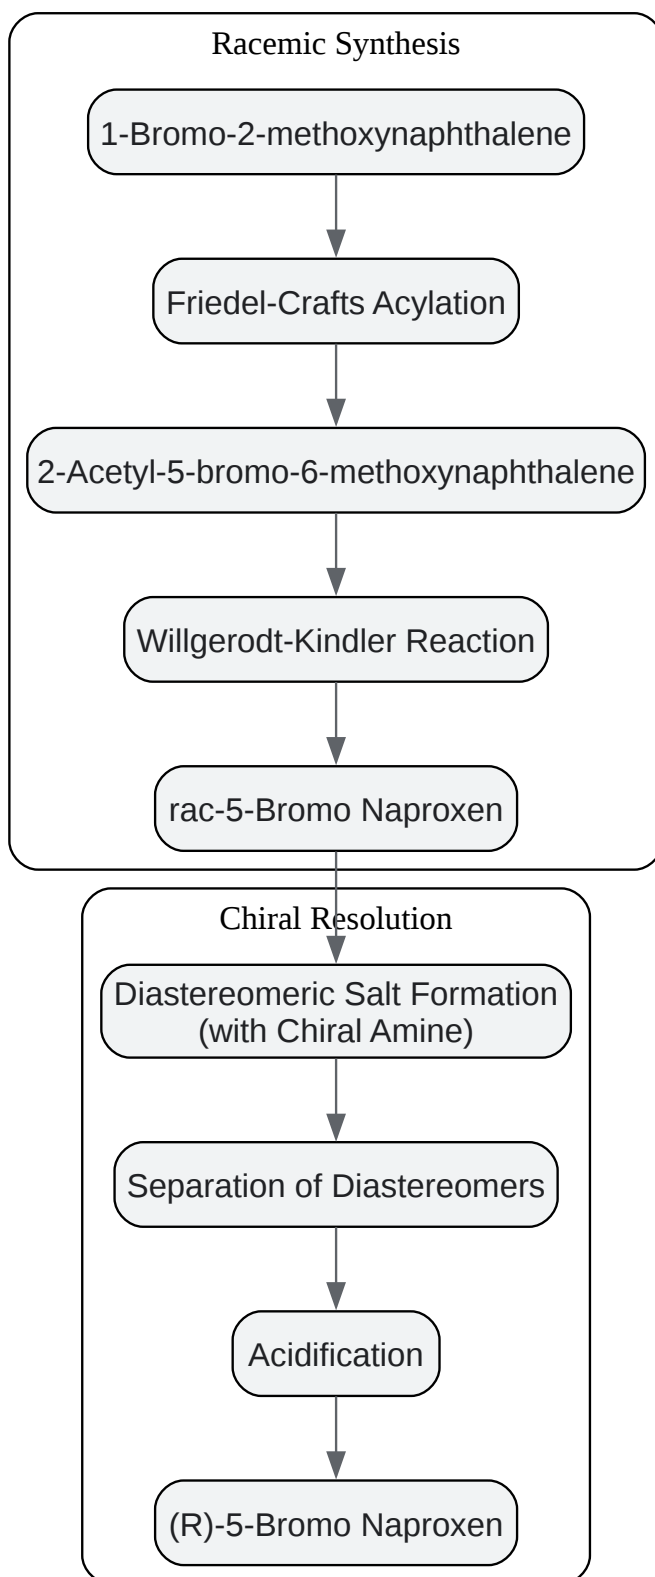 Racemic Synthesis
1-Bromo-2-methoxynaphthalene
Friedel-Crafts Acylation
2-Acetyl-5-bromo-6-methoxynaphthalene
Willgerodt-Kindler Reaction
rac-5-Bromo Naproxen
Chiral Resolution
Diastereomeric Salt Formation
(with Chiral Amine)
Separation of Diastereomers
Acidification
(R)-5-Bromo Naproxen